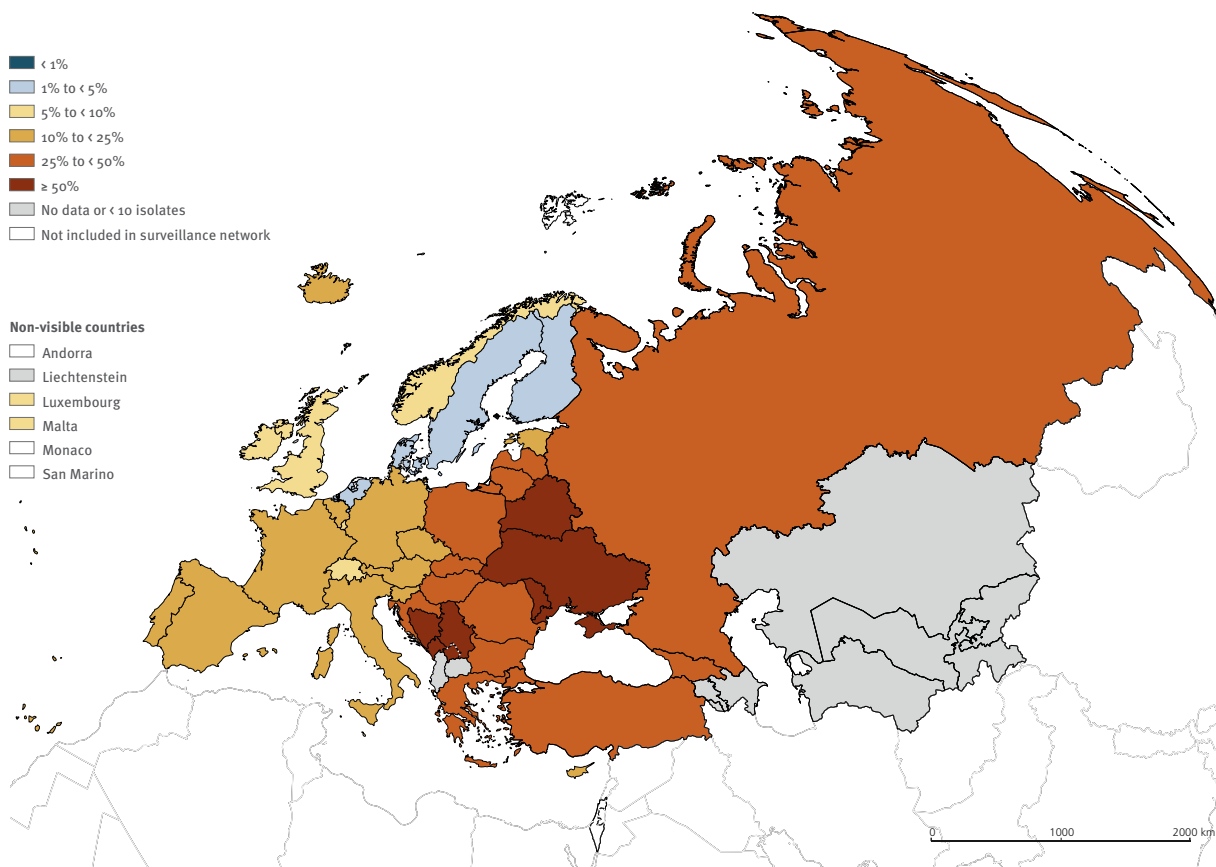 < 1%
1% to < 5%
5% to < 10%
10% to < 25%
25% to < 50%
≥ 50%
No data or < 10 isolates
Not included in surveillance network
Non-visible countries
Andorra
Liechtenstein
Luxembourg
Malta
Monaco
San Marino
0 1000 2000 km